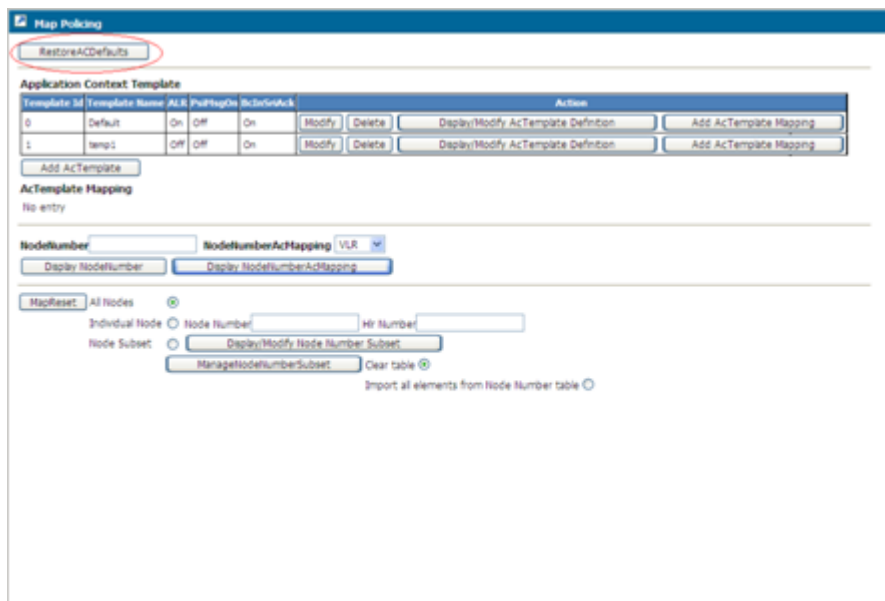 Map Policing
RestoreACDefaults
Application Context Template
Template Id Template Name ALR PsiMsgOn BcInSriAck Action
0 Default On Off On Modify Delete Display/Modify AcTemplate Definition Add AcTemplate Mapping
1 temp1 Off Off On Modify Delete Display/Modify AcTemplate Definition Add AcTemplate Mapping
Add AcTemplate
AcTemplate Mapping
No entry
NodeNumber NodeNumberAcMapping VLR
Display NodeNumber Display NodeNumberAcMapping
MapReset All Nodes
Individual Node Node Number Hlr Number
Node Subset Display/Modify Node Number Subset
ManageNodeNumberSubset Clear table
Import all elements from Node Number table